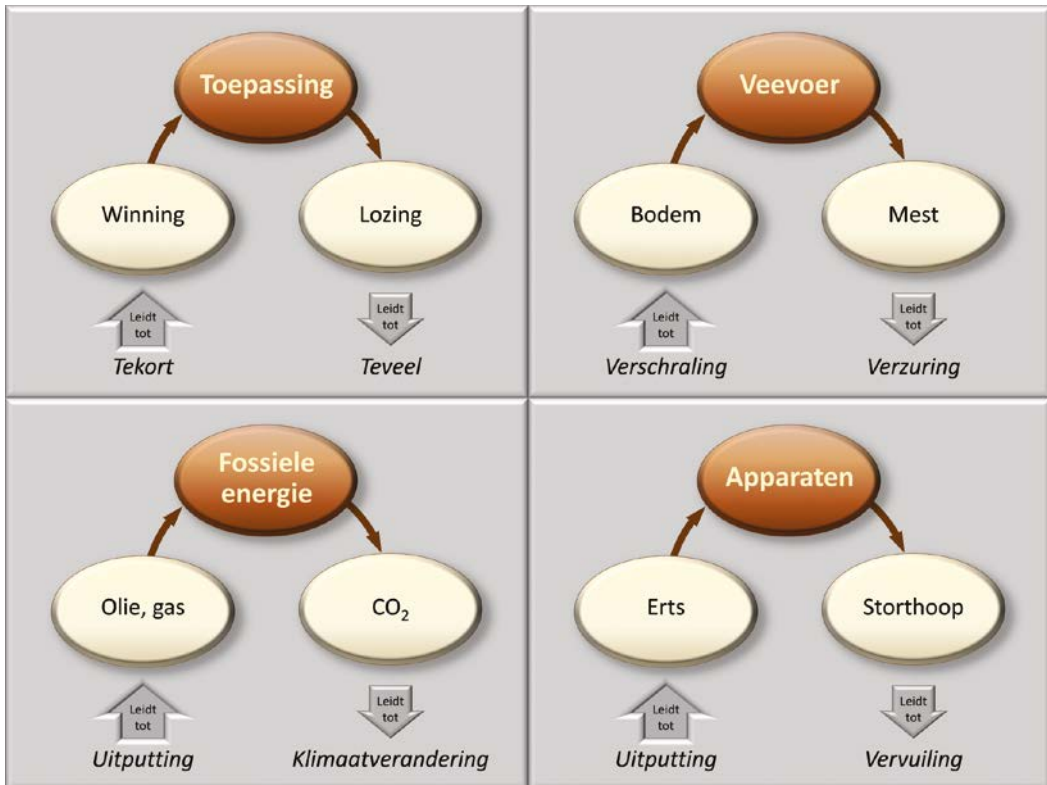 Toepassing
Winning
Lozing
Leidt
tot
Leidt
tot
Tekort
Teveel
Veevoer
Bodem
Mest
Leidt
tot
Leidt
tot
Verschraling
Verzuring
Fossiele
energie
Olie, gas
CO₂
Leidt
tot
Leidt
tot
Uitputting
Klimaatverandering
Apparaten
Erts
Storthoop
Leidt
tot
Leidt
tot
Uitputting
Vervuiling